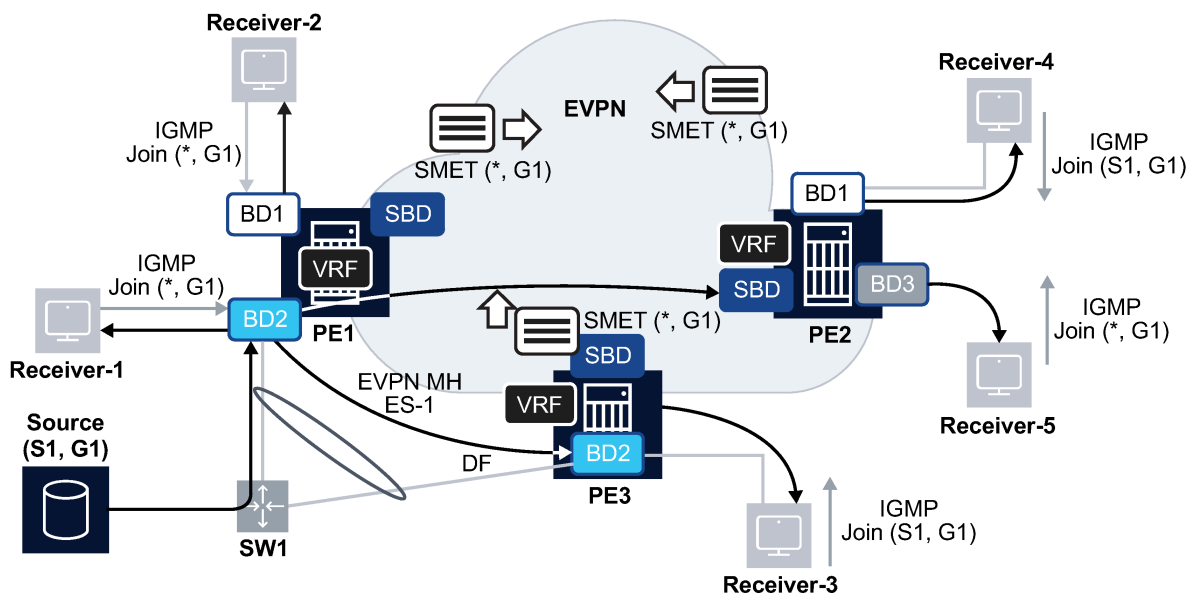 Receiver-2
IGMP
Join (*, G1)
BD1
SBD
VRF
PE1
IGMP
Join (*, G1)
BD2
Receiver-1
Source
(S1, G1)
SW1
EVPN MH
ES-1
DF
SMET (*, G1)
EVPN
SMET (*, G1)
SMET (*, G1)
SBD
VRF
BD2
PE3
Receiver-3
IGMP
Join (S1, G1)
Receiver-4
IGMP
Join (S1, G1)
BD1
VRF
SBD
BD3
PE2
IGMP
Join (*, G1)
Receiver-5